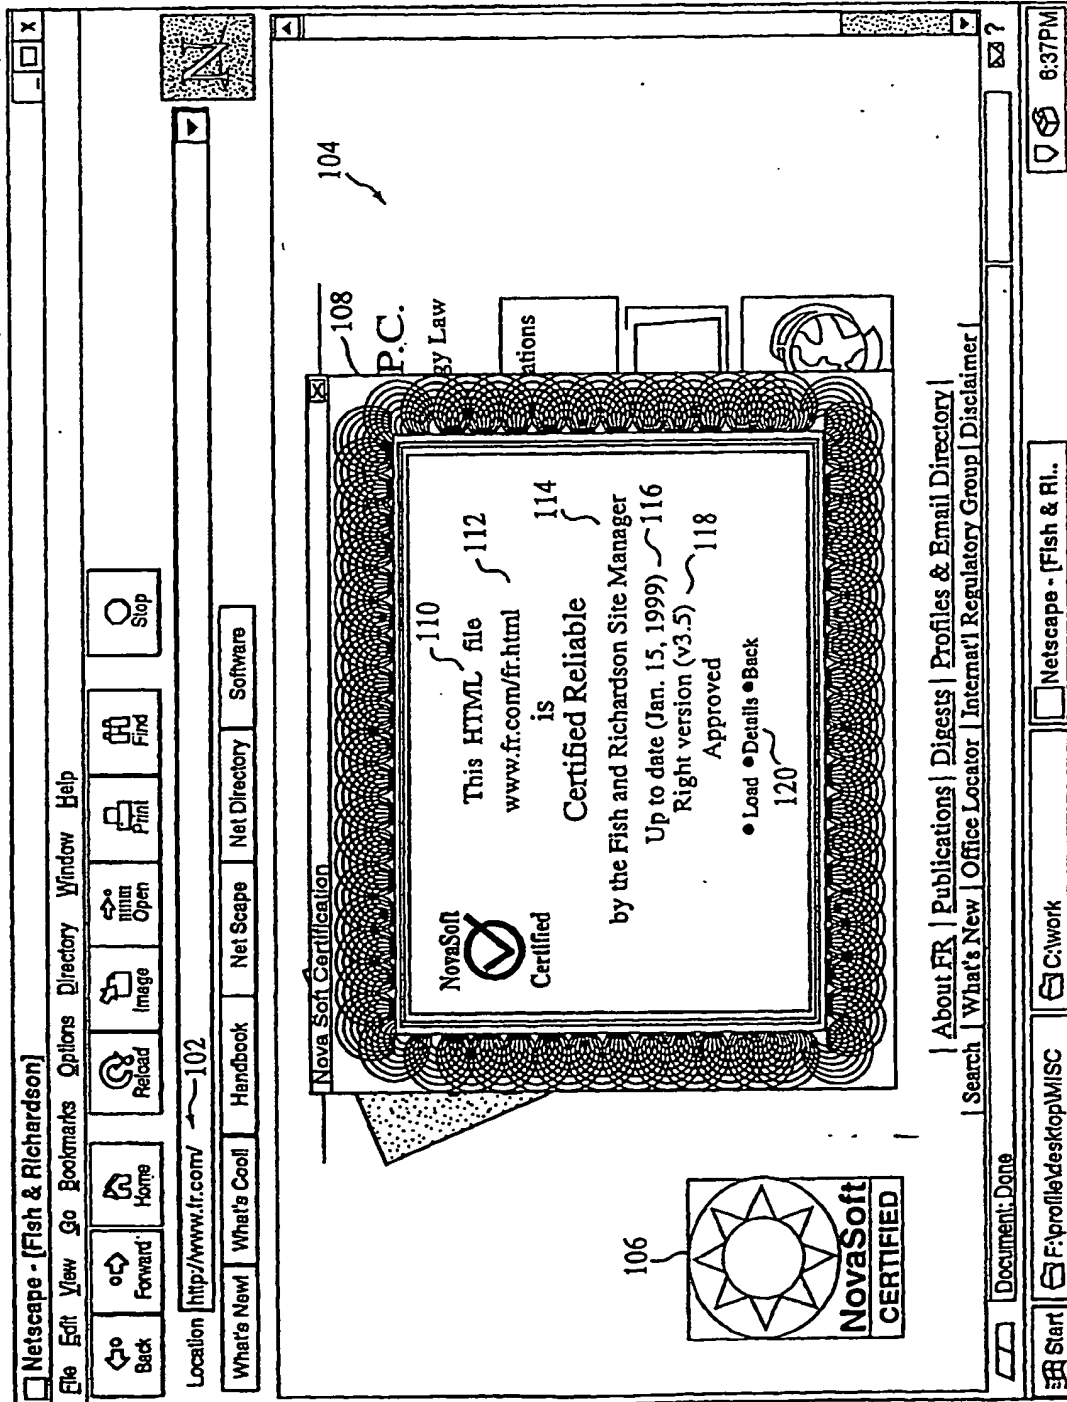 Netscape - [Fish & Richardson]
File Edit View Go Bookmarks Options Directory Window Help
Back Forward Home Reload Image Open Print Find Stop
Location http://www.fr.com/ 102
What's New! What's Cool! Handbook Net Scape Net Directory Software
N
104
108
Nova Soft Certification
P.C.
gy Law
ations
NovaSoft
Certified
110
This HTML file
112
www.fr.com/fr.html
is
Certified Reliable
114
by the Fish and Richardson Site Manager
Up to date (Jan. 15, 1999) 116
Right version (v3.5) 118
Approved
Load Details Back
120
106
NovaSoft
CERTIFIED
| About FR | Publications | Digests | Profiles & Email Directory |
| Search | What's New | Office Locator | Internat'l Regulatory Group | Disclaimer |
Document: Done
?
Start F:\profile\desktop\MISC C:\work Netscape - [Fish & Ri.. 6:37PM